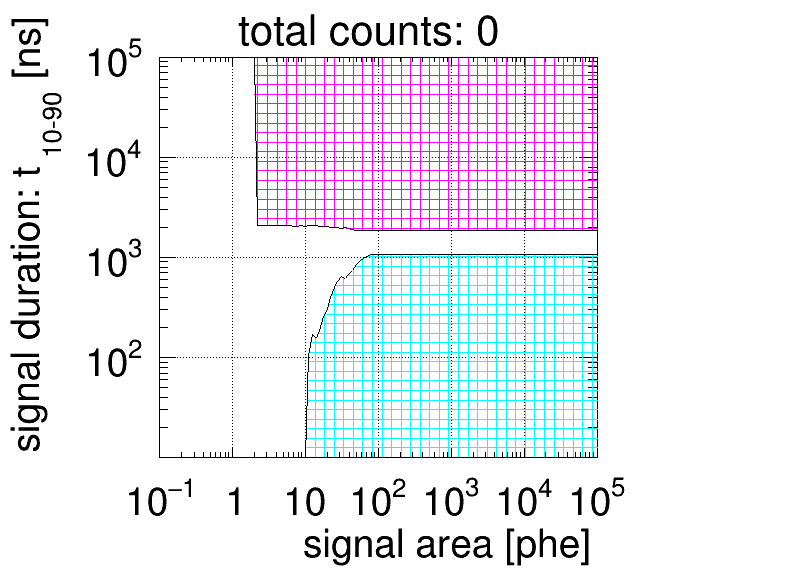 total counts: 0
signal duration: t 10-90 [ns]
10^5
10^4
10^3
10^2
10^−1 1 10 10^2 10^3 10^4 10^5
signal area [phe]